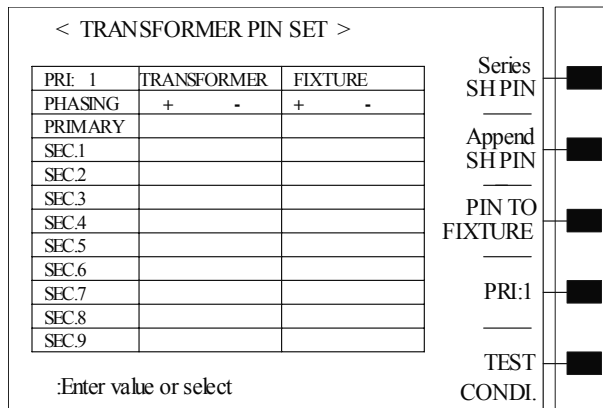 < TRANSFORMER PIN SET >
PRI: 1 TRANSFORMER FIXTURE
PHASING + - + -
PRIMARY
SEC.1
SEC.2
SEC.3
SEC.4
SEC.5
SEC.6
SEC.7
SEC.8
SEC.9
:Enter value or select
Series
SH PIN
Append
SH PIN
PIN TO
FIXTURE
PRI:1
TEST
CONDI.